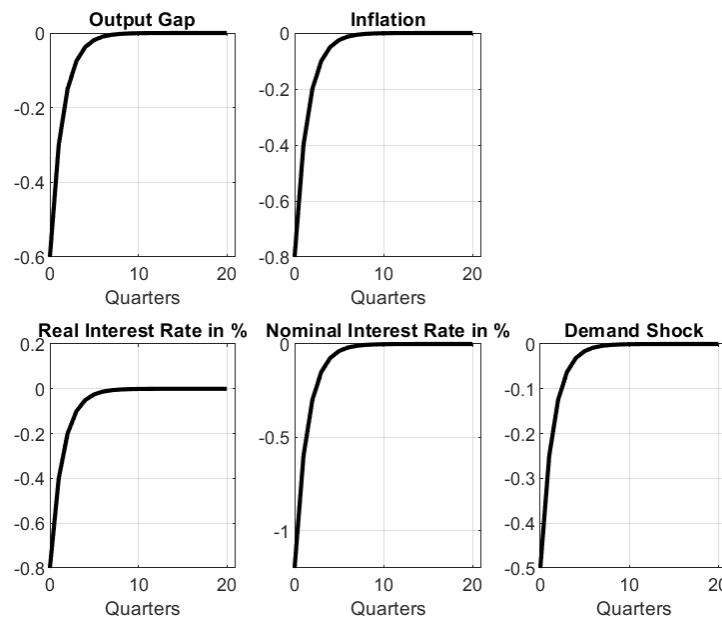 Output Gap
0
-0.2
-0.4
-0.6
0 10 20
Quarters
Inflation
0
-0.2
-0.4
-0.6
-0.8
0 10 20
Quarters
Real Interest Rate in %
0.2
0
-0.2
-0.4
-0.6
-0.8
0 10 20
Quarters
Nominal Interest Rate in %
0
-0.5
-1
0 10 20
Quarters
Demand Shock
0
-0.1
-0.2
-0.3
-0.4
-0.5
0 10 20
Quarters